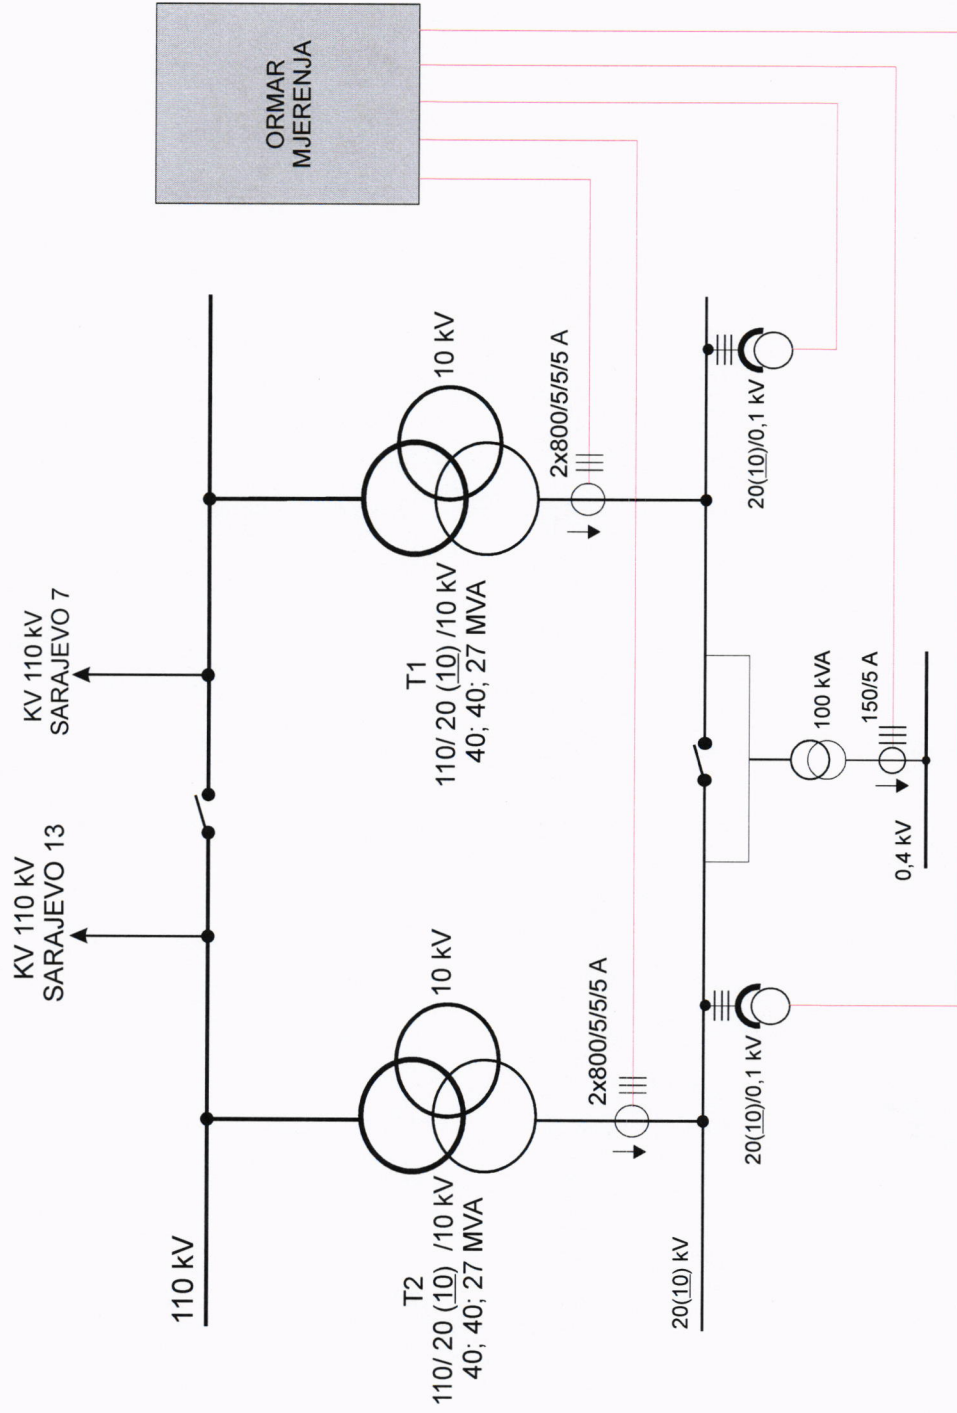 KV 110 kV
SARAJEVO 13
KV 110 kV
SARAJEVO 7
ORMAR
MJERENJA
110 kV
T2
110/ 20 (10) /10 kV
40; 40; 27 MVA
10 kV
T1
110/ 20 (10) /10 kV
40; 40; 27 MVA
10 kV
2x800/5/5/5 A
2x800/5/5/5 A
20(10) kV
20(10)/0,1 kV
20(10)/0,1 kV
100 kVA
150/5 A
0,4 kV